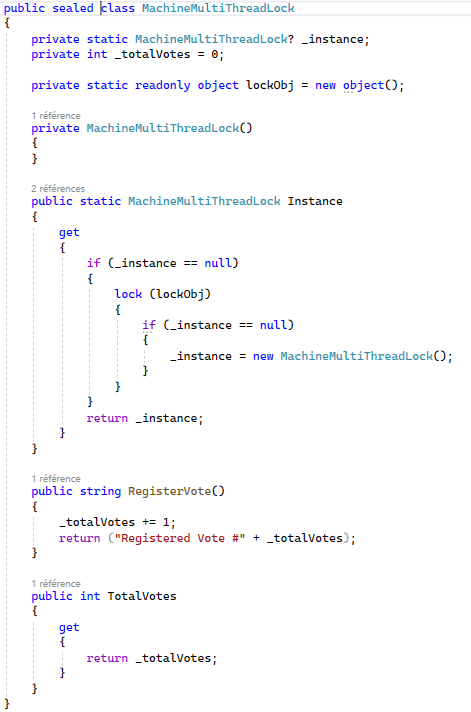 public sealed class MachineMultiThreadLock
{
private static MachineMultiThreadLock? _instance;
private int _totalVotes = 0;
private static readonly object lockObj = new object();
1 référence
private MachineMultiThreadLock()
{
}
2 références
public static MachineMultiThreadLock Instance
{
get
{
if (_instance == null)
{
lock (lockObj)
{
if (_instance == null)
{
_instance = new MachineMultiThreadLock();
}
}
}
return _instance;
}
}
1 référence
public string RegisterVote()
{
_totalVotes += 1;
return ("Registered Vote #" + _totalVotes);
}
1 référence
public int TotalVotes
{
get
{
return _totalVotes;
}
}
}